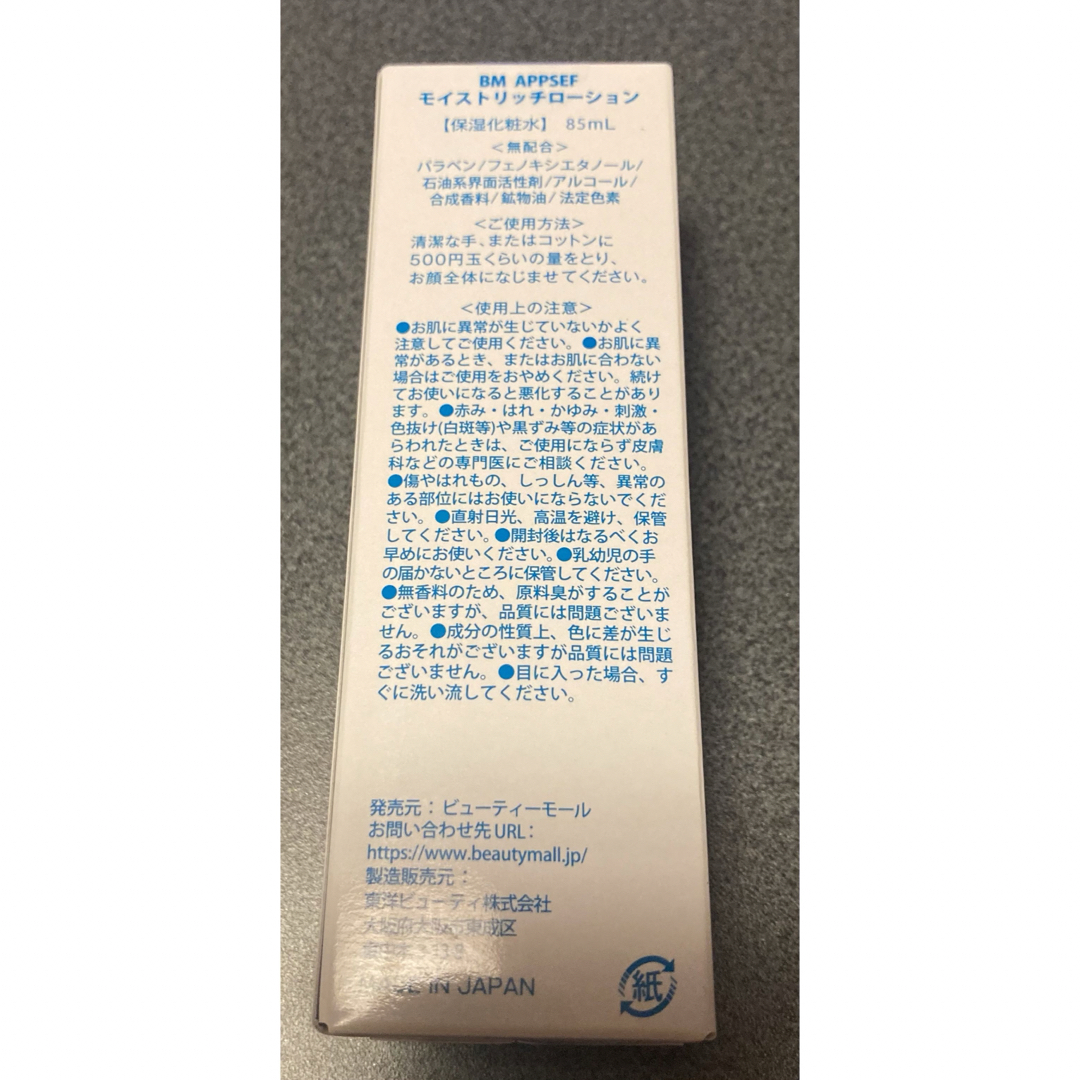 BM APPSEF
モイストリッチローション
【保湿化粧水】 85mL
＜無配合＞
パラベン/フェノキシエタノール/
石油系界面活性剤/アルコール/
合成香料/鉱物油/法定色素
＜ご使用方法＞
清潔な手、またはコットンに
500円玉くらいの量をとり、
お顔全体になじませてください。
＜使用上の注意＞
●お肌に異常が生じていないかよく
注意してご使用ください。●お肌に異
常があるとき、またはお肌に合わない
場合はご使用をおやめください。続け
てお使いになると悪化することがあり
ます。●赤み・はれ・かゆみ・刺激・
色抜け(白斑等)や黒ずみ等の症状があ
らわれたときは、ご使用にならず皮膚
科などの専門医にご相談ください。
●傷やはれもの、しっしん等、異常の
ある部位にはお使いにならないでくだ
さい。●直射日光、高温を避け、保管
してください。●開封後はなるべくお
早めにお使いください。●乳幼児の手
の届かないところに保管してください。
●無香料のため、原料臭がすることが
ございますが、品質には問題ございま
せん。●成分の性質上、色に差が生じ
るおそれがございますが品質には問題
ございません。●目に入った場合、す
ぐに洗い流してください。
発売元：ビューティーモール
お問い合わせ先URL：
https://www.beautymall.jp/
製造販売元：
東洋ビューティ株式会社
大阪府大阪市東成区
IN JAPAN
紙